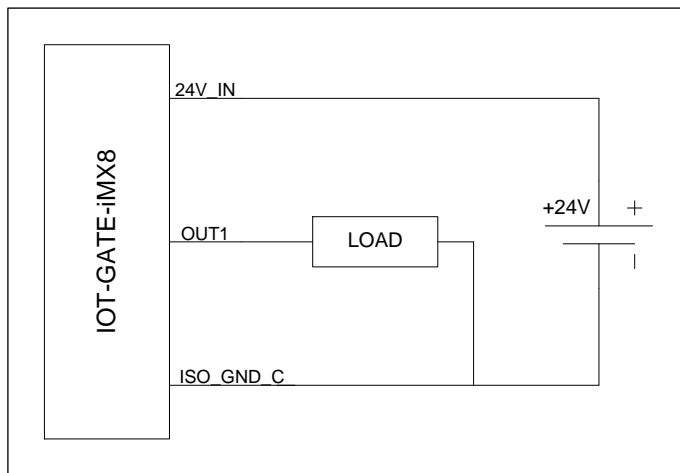 24V_IN
IOT-GATE-iMX8
+24V
+
OUT1
LOAD
-
ISO_GND_C